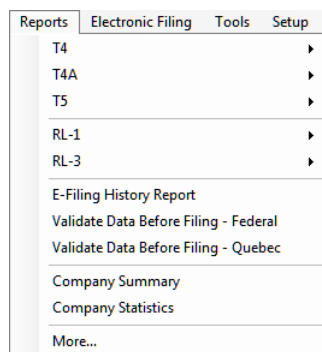 Reports Electronic Filing Tools Setup
T4
T4A
T5
RL-1
RL-3
E-Filing History Report
Validate Data Before Filing - Federal
Validate Data Before Filing - Quebec
Company Summary
Company Statistics
More...